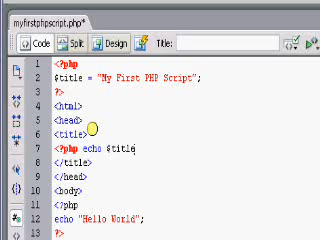 myfirstphpscript.php*
Code Split Design Title:
1 <?php
2 $title = "My First PHP Script";
3 ?>
4 <html>
5 <head>
6 <title>
7 <?php echo $title
8 </title>
9 </head>
10 <body>
11 <?php
12 echo "Hello World";
13 ?>